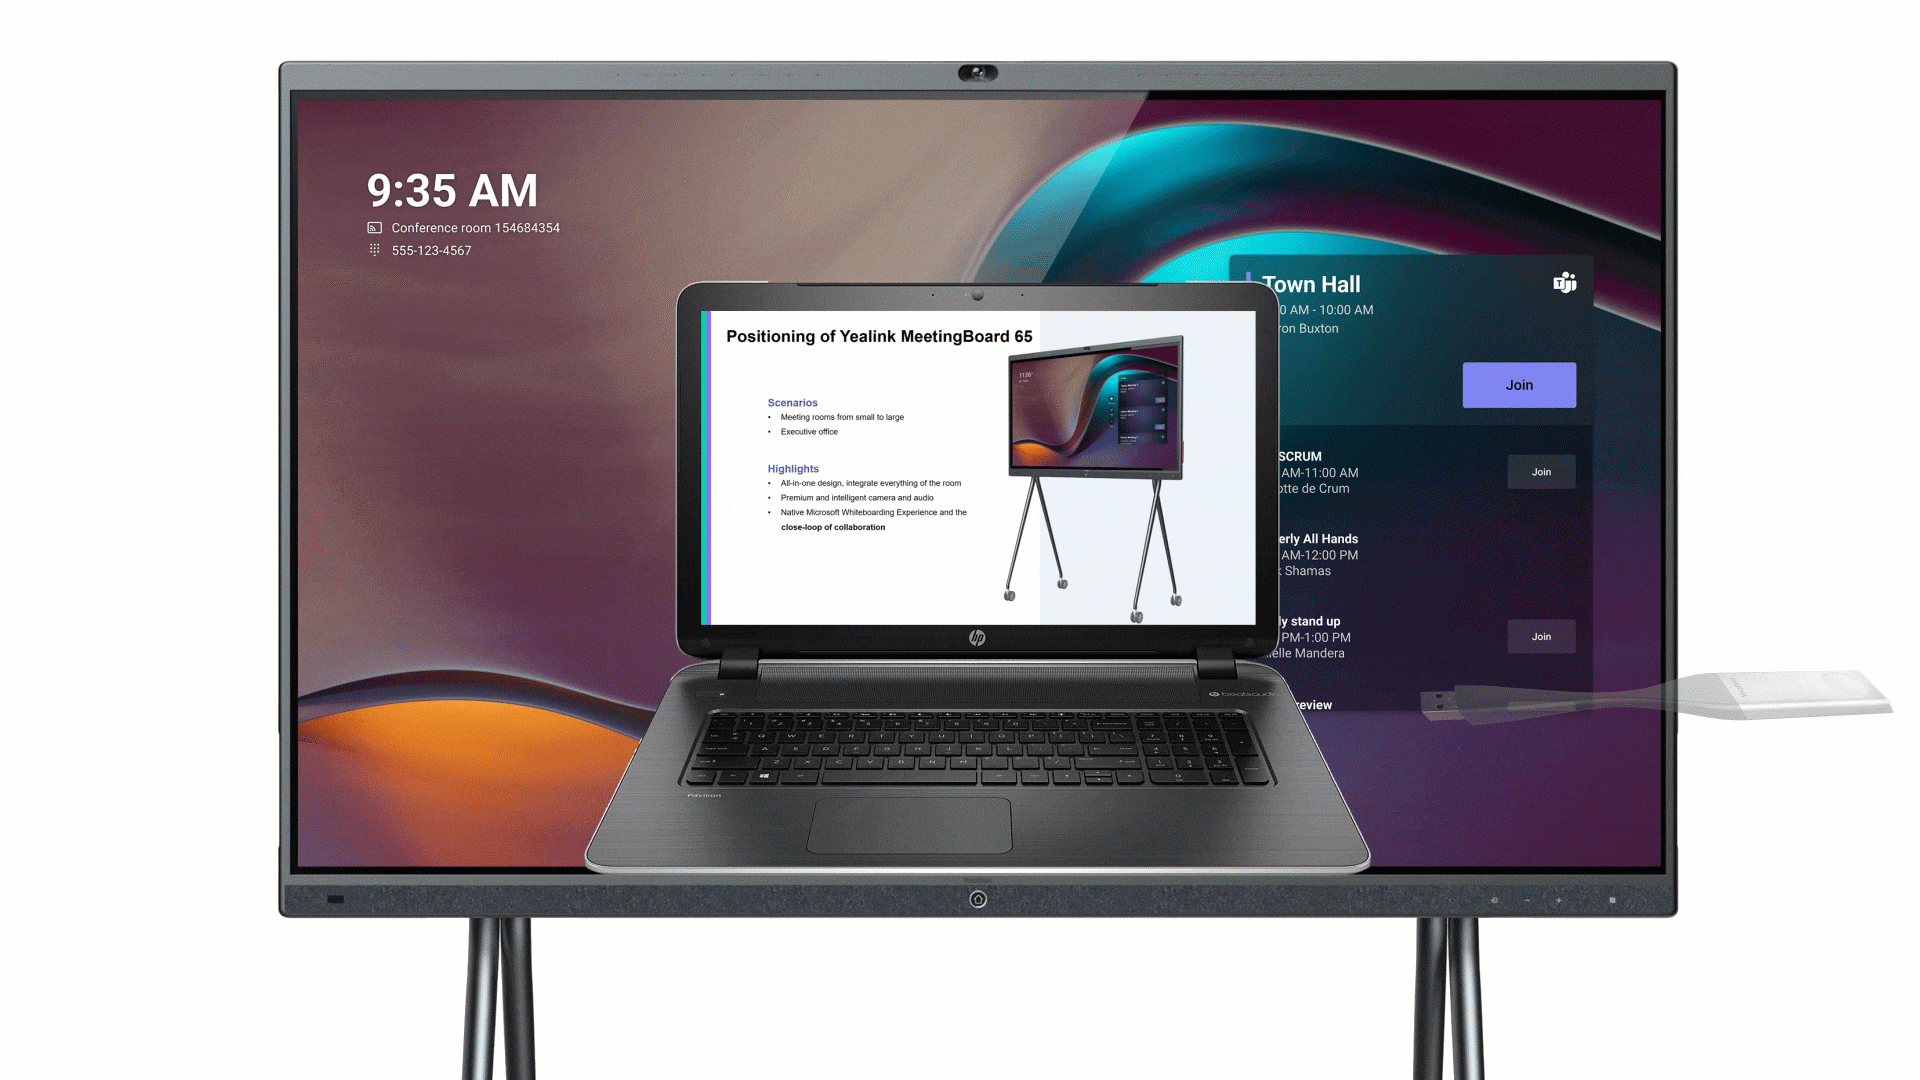 9:35 AM
Conference room 154684354
555-123-4567
Town Hall
0 AM - 10:00 AM
ron Buxton
Join
SCRUM
AM-11:00 AM
otte de Crum
Join
erly All Hands
AM-12:00 PM
Shamas
ly stand up
PM-1:00 PM
elle Mandera
Join
review
Positioning of Yealink MeetingBoard 65
Scenarios
• Meeting rooms from small to large
• Executive office
Highlights
• All-in-one design, integrate everything of the room
• Premium and intelligent camera and audio
• Native Microsoft Whiteboarding Experience and the
close-loop of collaboration
hp
beatsaudio
Pavilion
Yealink